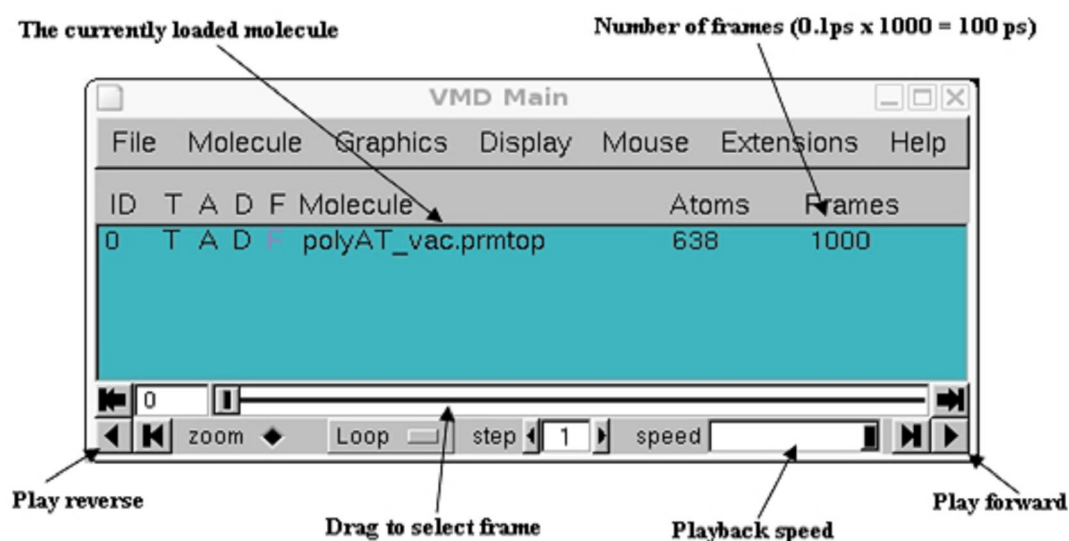 The currently loaded molecule
Number of frames (0.1ps x 1000 = 100 ps)
VMD Main
File Molecule Graphics Display Mouse Extensions Help
ID T A D F Molecule Atoms Frames
0 T A D F polyAT_vac.prmtop 638 1000
0
zoom Loop step 1 speed
Play reverse
Play forward
Drag to select frame
Playback speed